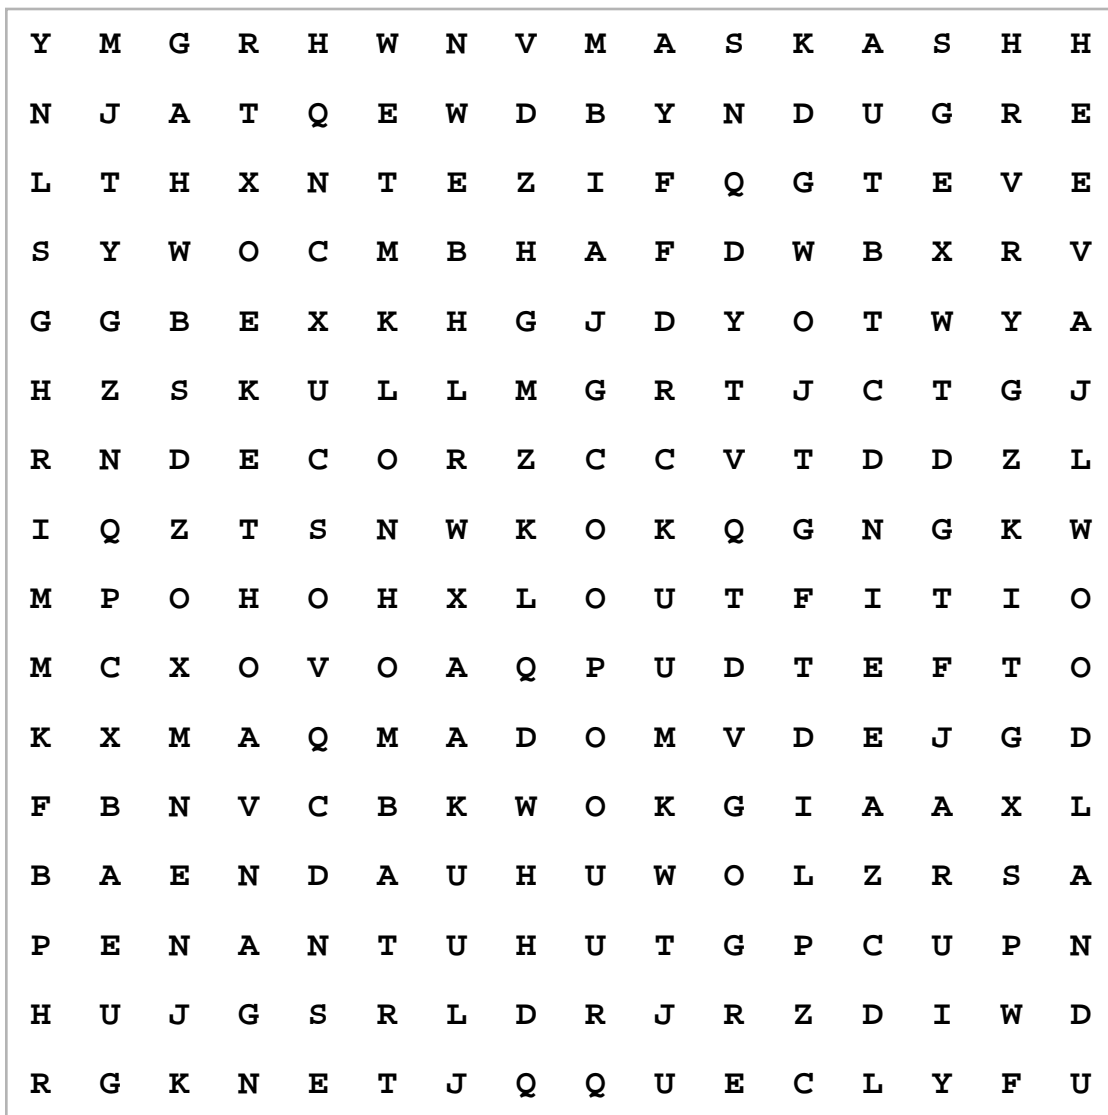 Y M G R H W N V M A S K A S H H
N J A T Q E W D B Y N D U G R E
L T H X N T E Z I F Q G T E V E
S Y W O C M B H A F D W B X R V
G G B E X K H G J D Y O T W Y A
H Z S K U L L M G R T J C T G J
R N D E C O R Z C C V T D D Z L
I Q Z T S N W K O K Q G N G K W
M P O H O H X L O U T F I T I O
M C X O V O A Q P U D T E F T O
K X M A Q M A D O M V D E J G D
F B N V C B K W O K G I A A X L
B A E N D A U H U W O L Z R S A
P E N A N T U H U T G P C U P N
H U J G S R L D R J R Z D I W D
R G K N E T J Q Q U E C L Y F U